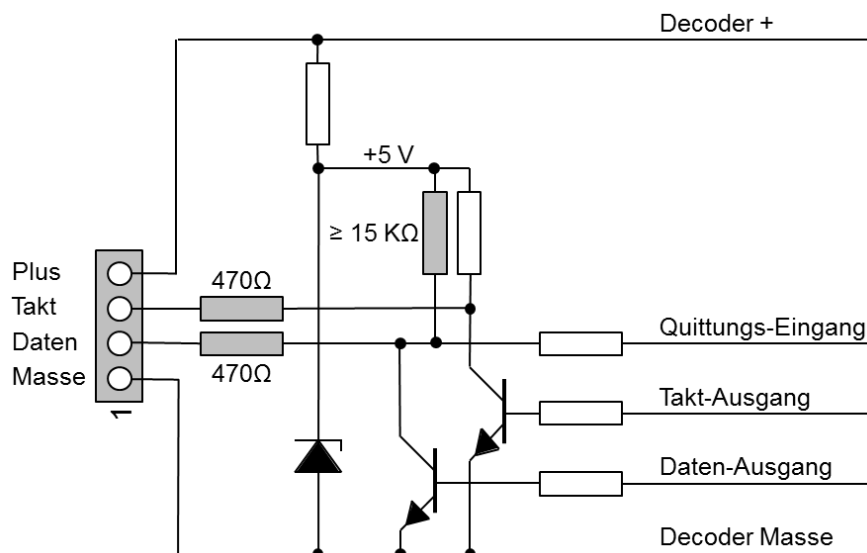 Decoder +
+5 V
≥ 15 KΩ
Plus
470Ω
Takt
Daten
Quittungs-Eingang
470Ω
Masse
1
Takt-Ausgang
Daten-Ausgang
Decoder Masse